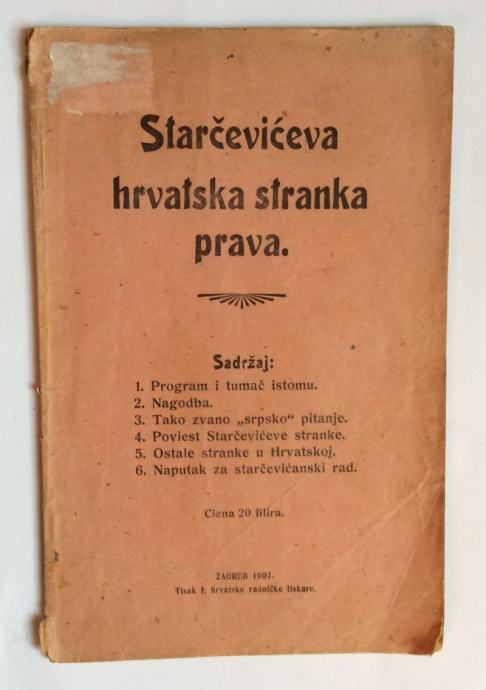 Starčevićeva
hrvatska stranka
prava.
Sadržaj:
1. Program i tumač istomu.
2. Nagodba.
3. Tako zvano „srpsko“ pitanje.
4. Poviest Starčevićeve stranke.
5. Ostale stranke u Hrvatskoj.
6. Naputak za starčevićanski rad.
Ciena 20 filira.
ZAGREB 1907.
Tisak I. hrvatske radničke tiskare.